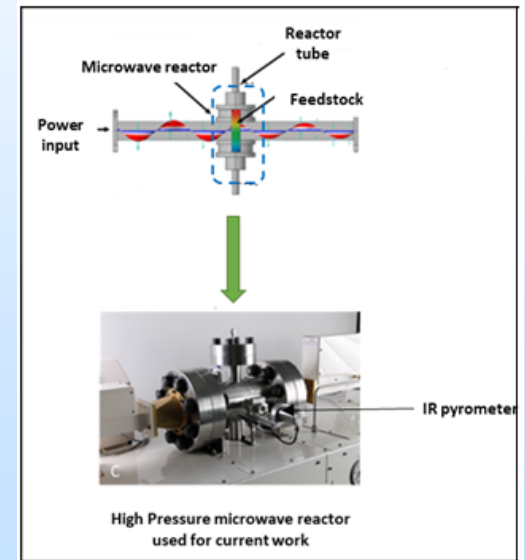 Reactor
tube
Microwave reactor
Feedstock
Power
input
IR pyrometer
C
High Pressure microwave reactor
used for current work